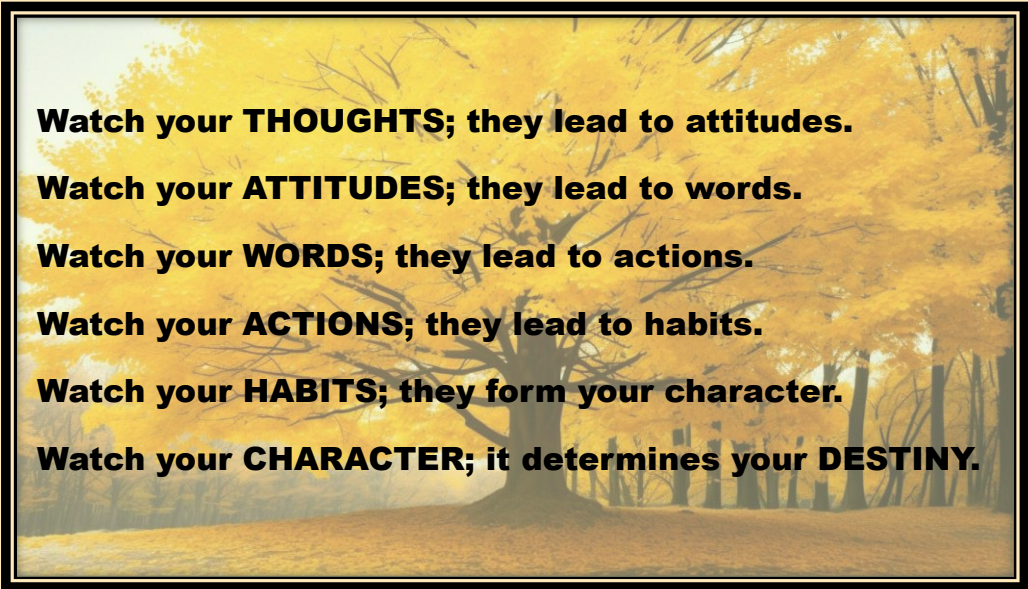 Watch your THOUGHTS; they lead to attitudes.
Watch your ATTITUDES; they lead to words.
Watch your WORDS; they lead to actions.
Watch your ACTIONS; they lead to habits.
Watch your HABITS; they form your character.
Watch your CHARACTER; it determines your DESTINY.